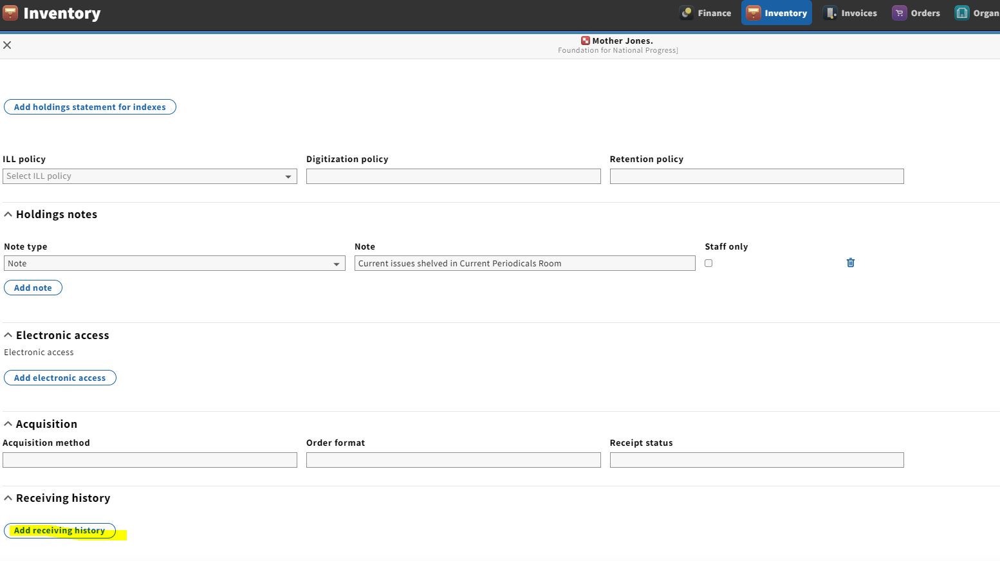 Inventory
Finance Inventory Invoices Orders Organ
Mother Jones.
Foundation for National Progress]
Add holdings statement for indexes
ILL policy Digitization policy Retention policy
Select ILL policy
Holdings notes
Note type Note Staff only
Note Current issues shelved in Current Periodicals Room
Add note
Electronic access
Electronic access
Add electronic access
Acquisition
Acquisition method Order format Receipt status
Receiving history
Add receiving history